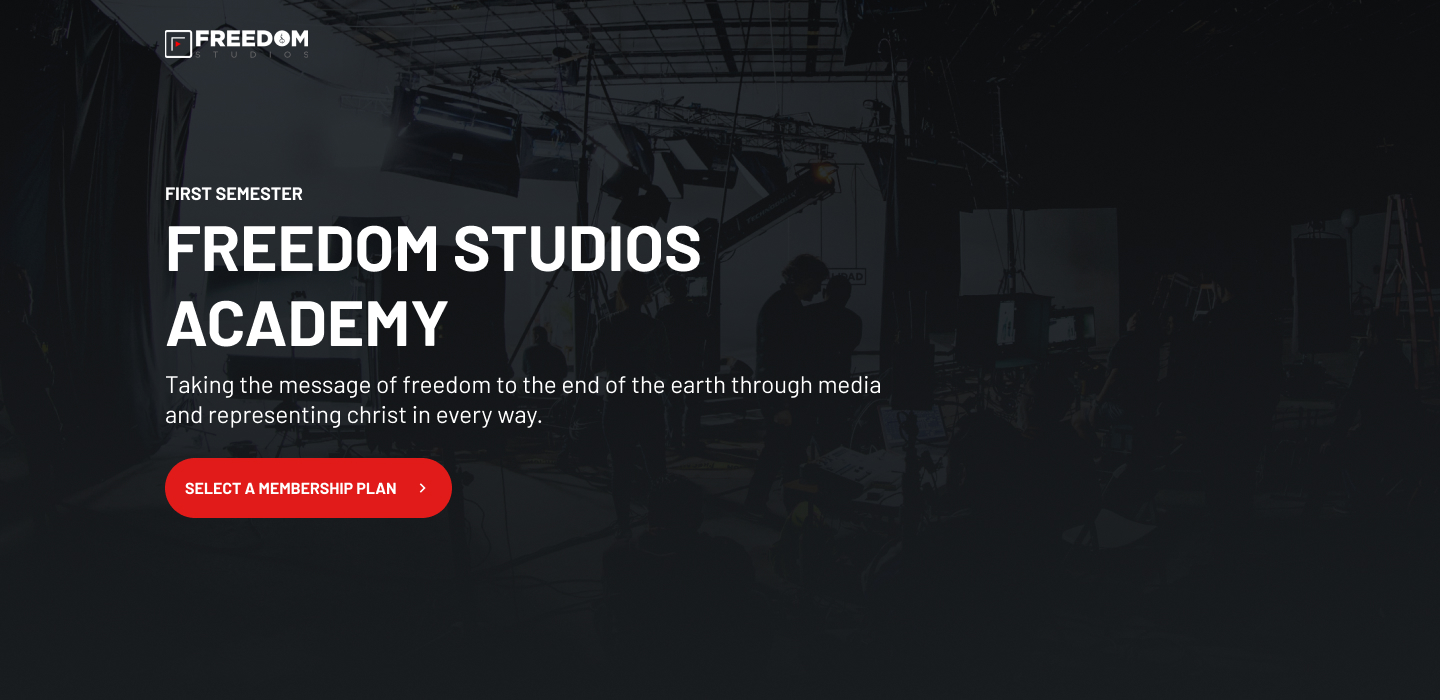 FREEDOM
STUDIOS
FIRST SEMESTER
FREEDOM STUDIOS
ACADEMY
Taking the message of freedom to the end of the earth through media
and representing christ in every way.
SELECT A MEMBERSHIP PLAN